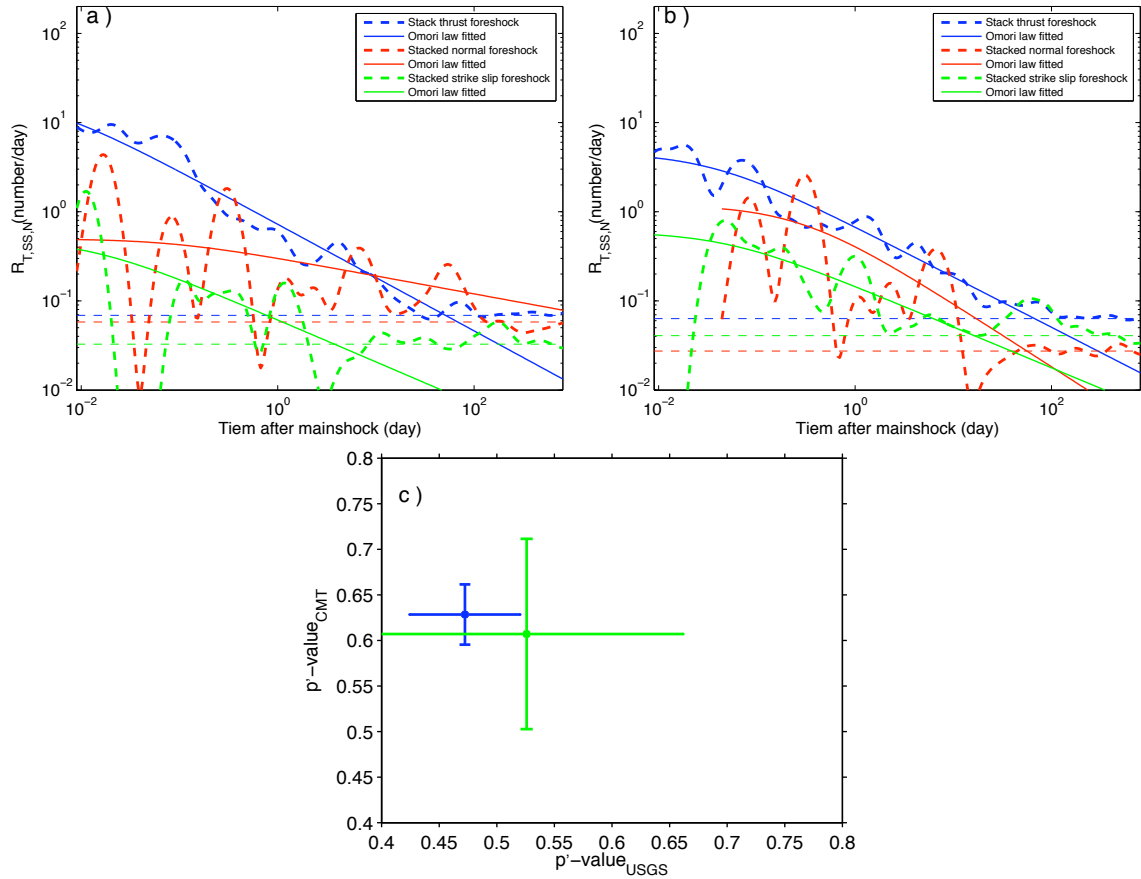 a )
Stack thrust foreshock
Omori law fitted
Stacked normal foreshock
Omori law fitted
Stacked strike slip foreshock
Omori law fitted
10^2
10^1
10^0
10^−1
10^−2
R_T,SS,N (number/day)
10^−2
10^0
10^2
Tiem after mainshock (day)
b )
Stack thrust foreshock
Omori law fitted
Stacked normal foreshock
Omori law fitted
Stacked strike slip foreshock
Omori law fitted
10^2
10^1
10^0
10^−1
10^−2
R_T,SS,N (number/day)
10^−2
10^0
10^2
Tiem after mainshock (day)
c )
0.8
0.75
0.7
0.65
0.6
0.55
0.5
0.45
0.4
p'−value_CMT
0.4 0.45 0.5 0.55 0.6 0.65 0.7 0.75 0.8
p'−value_USGS